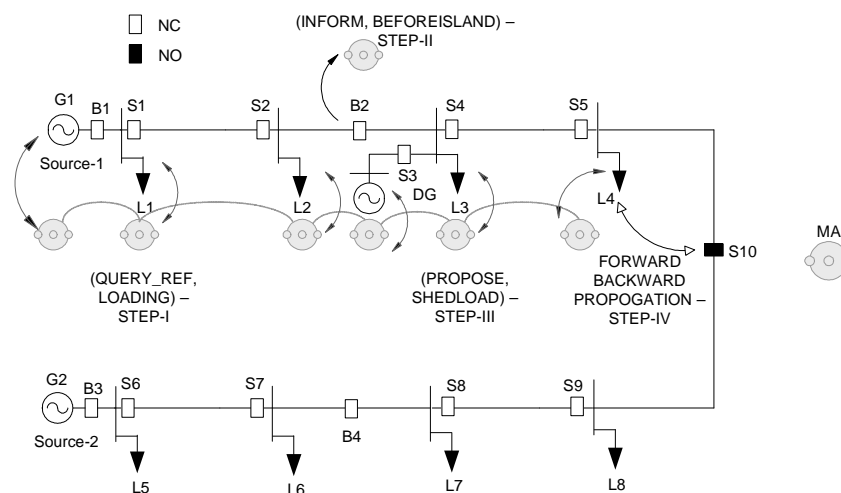 NC
NO
(INFORM, BEFOREISLAND) –
STEP-II
G1
B1
S1
S2
B2
S4
S5
Source-1
S3
DG
L1
L2
L3
L4
S10
MA
(QUERY_REF,
LOADING) –
STEP-I
(PROPOSE,
SHEDLOAD) –
STEP-III
FORWARD
BACKWARD
PROPOGATION –
STEP-IV
G2
B3
S6
S7
S8
S9
Source-2
B4
L5
L6
L7
L8